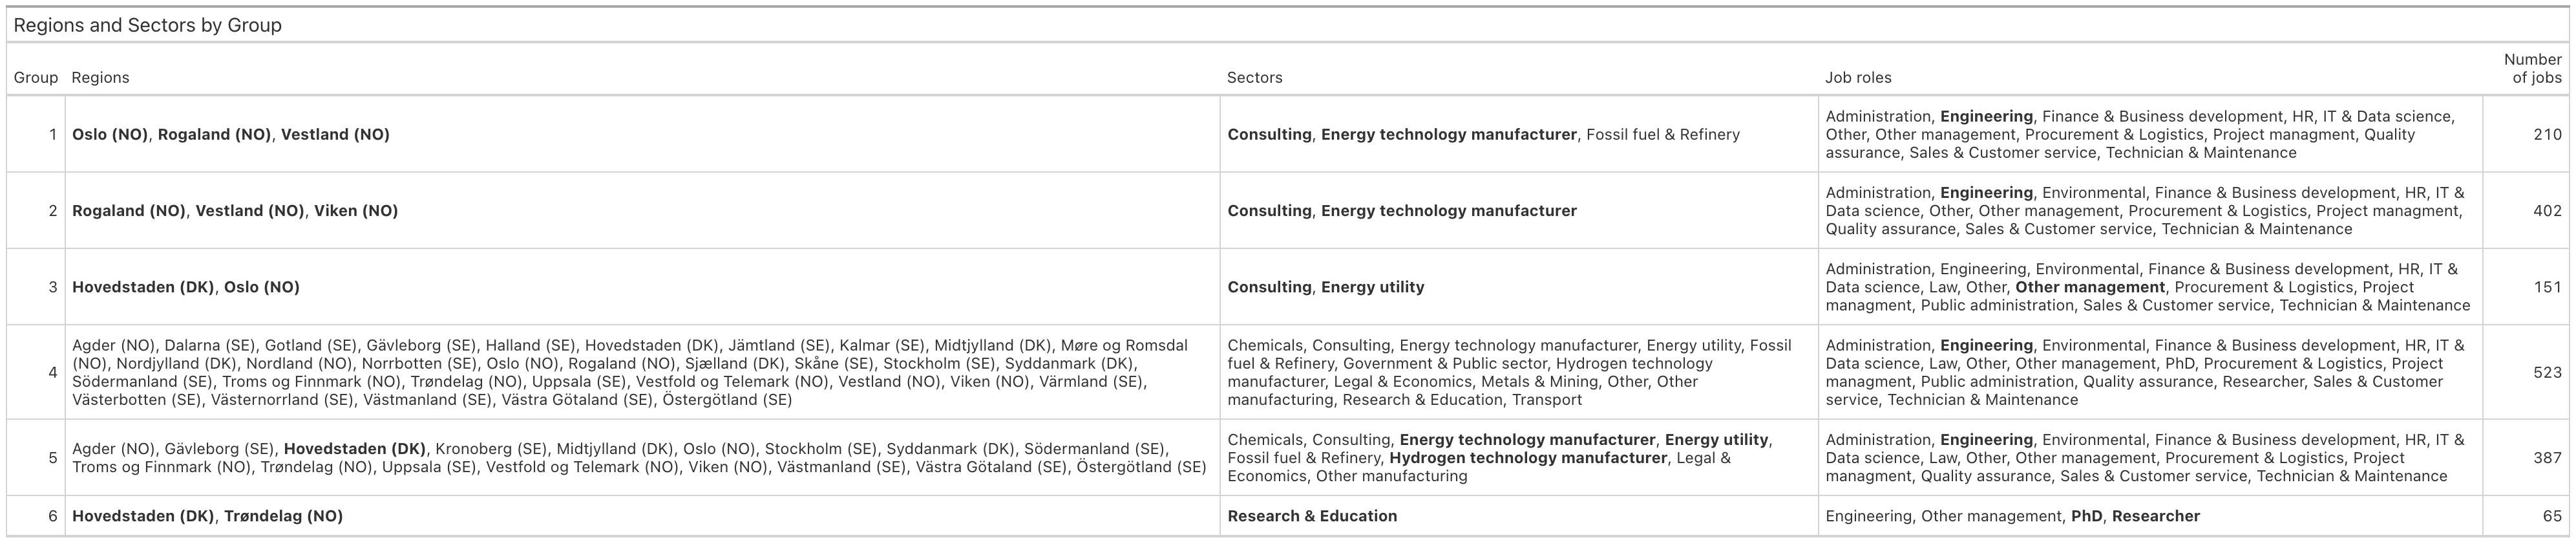 Regions and Sectors by Group
Group Regions Sectors Job roles Number of jobs
1
Oslo (NO), Rogaland (NO), Vestland (NO)
Consulting, Energy technology manufacturer, Fossil fuel & Refinery
Administration, Engineering, Finance & Business development, HR, IT & Data science,
Other, Other management, Procurement & Logistics, Project managment, Quality
assurance, Sales & Customer service, Technician & Maintenance
210
2
Rogaland (NO), Vestland (NO), Viken (NO)
Consulting, Energy technology manufacturer
Administration, Engineering, Environmental, Finance & Business development, HR, IT &
Data science, Other, Other management, Procurement & Logistics, Project managment,
Quality assurance, Sales & Customer service, Technician & Maintenance
402
3
Hovedstaden (DK), Oslo (NO)
Consulting, Energy utility
Administration, Engineering, Environmental, Finance & Business development, HR, IT &
Data science, Law, Other, Other management, Procurement & Logistics, Project
managment, Public administration, Sales & Customer service, Technician & Maintenance
151
4
Agder (NO), Dalarna (SE), Gotland (SE), Gävleborg (SE), Halland (SE), Hovedstaden (DK), Jämtland (SE), Kalmar (SE), Midtjylland (DK), Møre og Romsdal
(NO), Nordjylland (DK), Nordland (NO), Norrbotten (SE), Oslo (NO), Rogaland (NO), Sjælland (DK), Skåne (SE), Stockholm (SE), Syddanmark (DK),
Södermanland (SE), Troms og Finnmark (NO), Trøndelag (NO), Uppsala (SE), Vestfold og Telemark (NO), Vestland (NO), Viken (NO), Värmland (SE),
Västerbotten (SE), Västernorrland (SE), Västmanland (SE), Västra Götaland (SE), Östergötland (SE)
Chemicals, Consulting, Energy technology manufacturer, Energy utility, Fossil
fuel & Refinery, Government & Public sector, Hydrogen technology
manufacturer, Legal & Economics, Metals & Mining, Other, Other
manufacturing, Research & Education, Transport
Administration, Engineering, Environmental, Finance & Business development, HR, IT &
Data science, Law, Other, Other management, PhD, Procurement & Logistics, Project
managment, Public administration, Quality assurance, Researcher, Sales & Customer
service, Technician & Maintenance
523
5
Agder (NO), Gävleborg (SE), Hovedstaden (DK), Kronoberg (SE), Midtjylland (DK), Oslo (NO), Stockholm (SE), Syddanmark (DK), Södermanland (SE),
Troms og Finnmark (NO), Trøndelag (NO), Uppsala (SE), Vestfold og Telemark (NO), Viken (NO), Västmanland (SE), Västra Götaland (SE), Östergötland (SE)
Chemicals, Consulting, Energy technology manufacturer, Energy utility,
Fossil fuel & Refinery, Hydrogen technology manufacturer, Legal &
Economics, Other manufacturing
Administration, Engineering, Environmental, Finance & Business development, HR, IT &
Data science, Law, Other, Other management, Procurement & Logistics, Project
managment, Quality assurance, Sales & Customer service, Technician & Maintenance
387
6
Hovedstaden (DK), Trøndelag (NO)
Research & Education
Engineering, Other management, PhD, Researcher
65